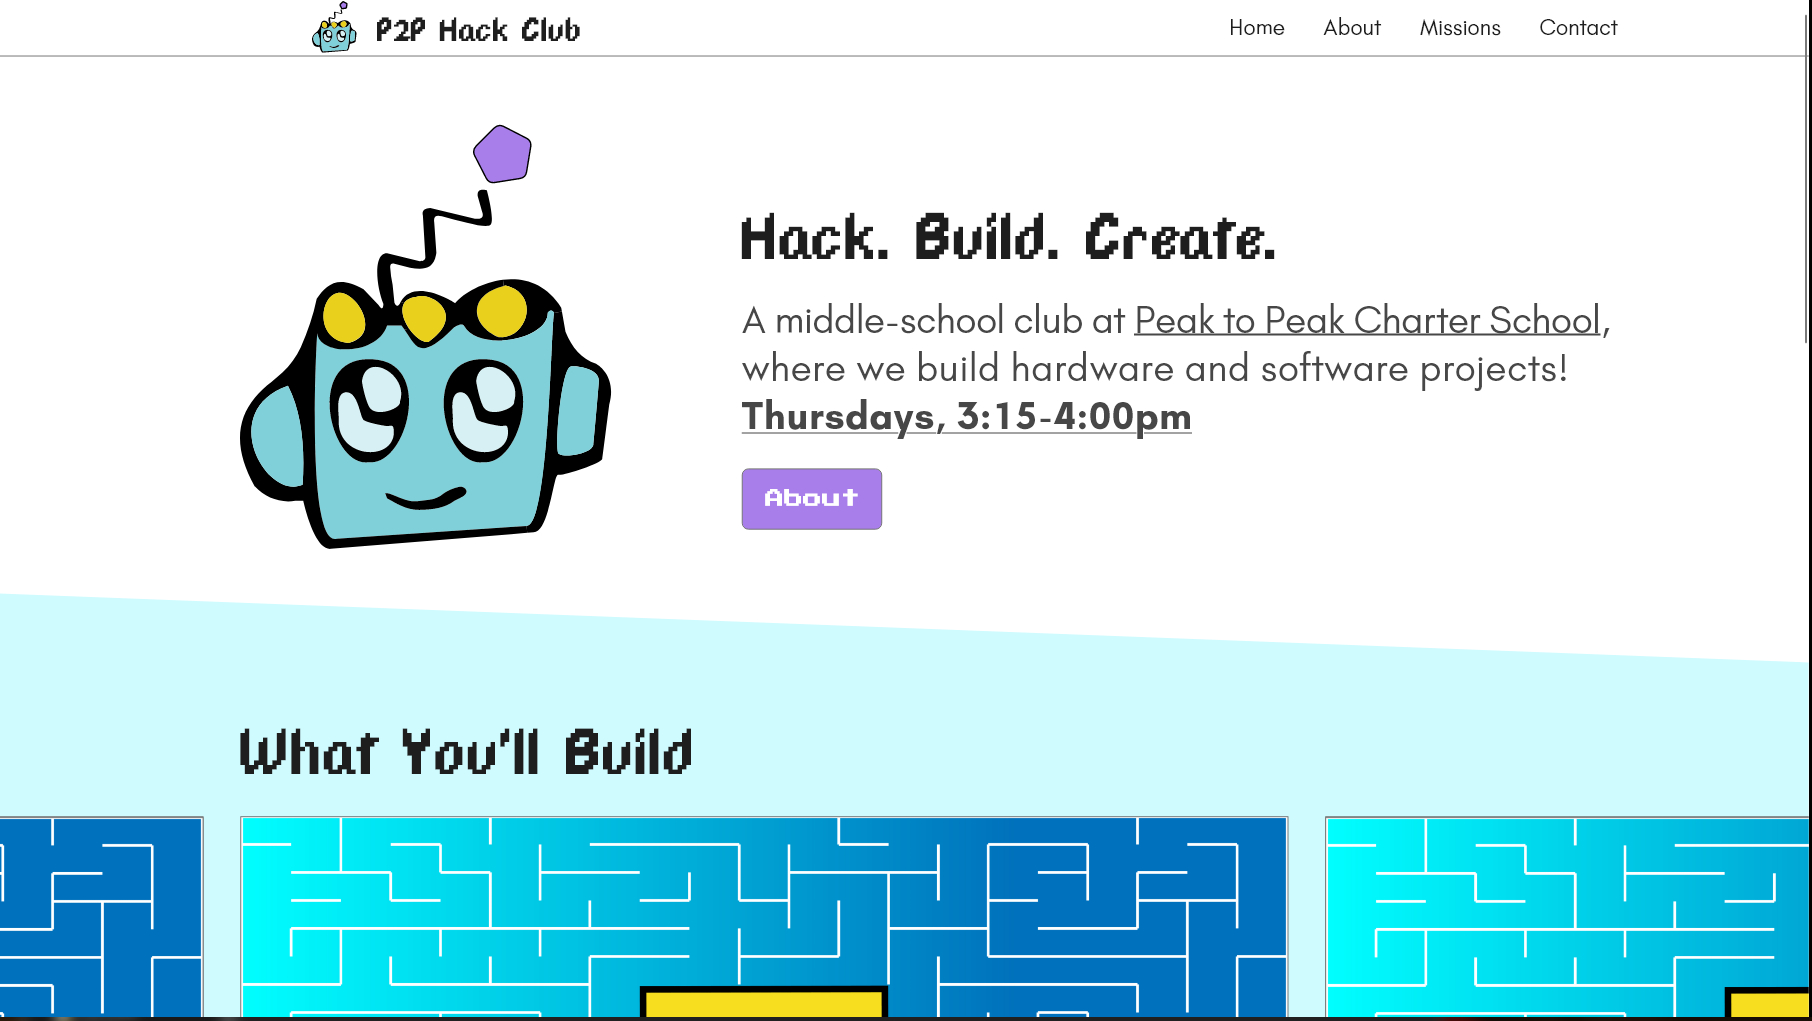 P2P Hack Club
Home
About
Missions
Contact
Hack. Build. Create.
A middle-school club at Peak to Peak Charter School,
where we build hardware and software projects!
Thursdays, 3:15-4:00pm
About
What You'll Build